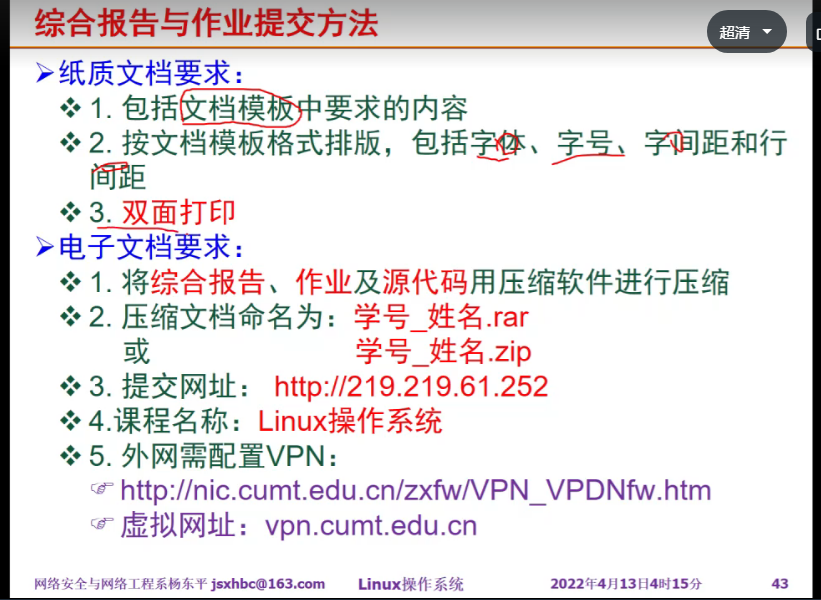 综合报告与作业提交方法
超清
纸质文档要求：
1. 包括文档模板中要求的内容
2. 按文档模板格式排版，包括字体、字号、字间距和行
间距
3. 双面打印
电子文档要求：
1. 将综合报告、作业及源代码用压缩软件进行压缩
2. 压缩文档命名为：学号_姓名.rar
或 学号_姓名.zip
3. 提交网址： http://219.219.61.252
4.课程名称：Linux操作系统
5. 外网需配置VPN：
http://nic.cumt.edu.cn/zxfw/VPN_VPDNfw.htm
虚拟网址：vpn.cumt.edu.cn
网络安全与网络工程系杨东平 jsxhbc@163.com Linux操作系统 2022年4月13日4时15分 43